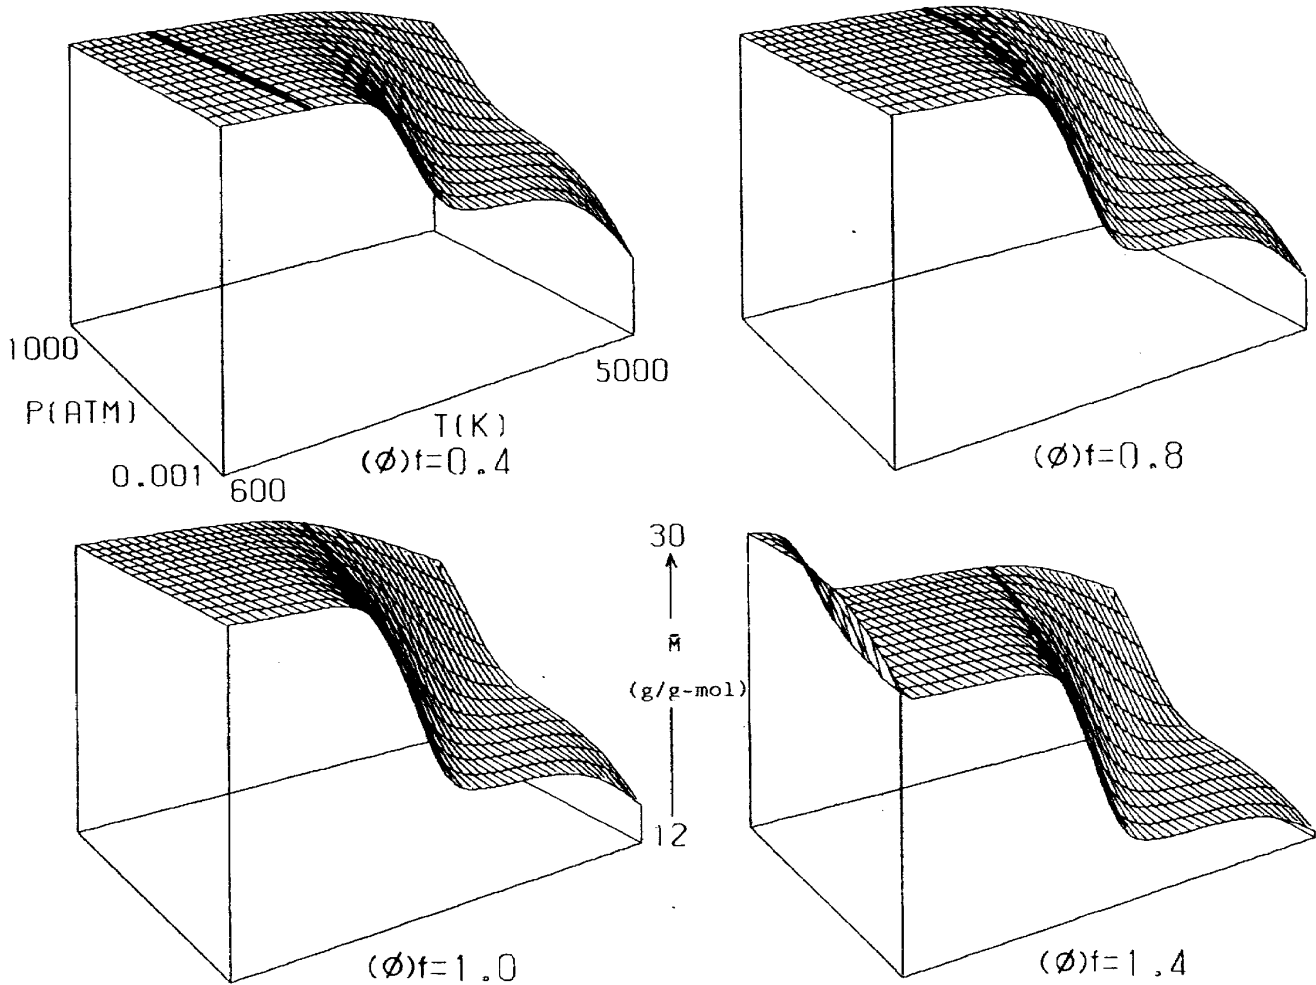 1000
P(ATM)
0.001
600
T(K)
5000
(Ø)f=0.4
(Ø)f=0.8
30
M̄
(g/g-mol)
12
(Ø)f=1.0
(Ø)f=1.4